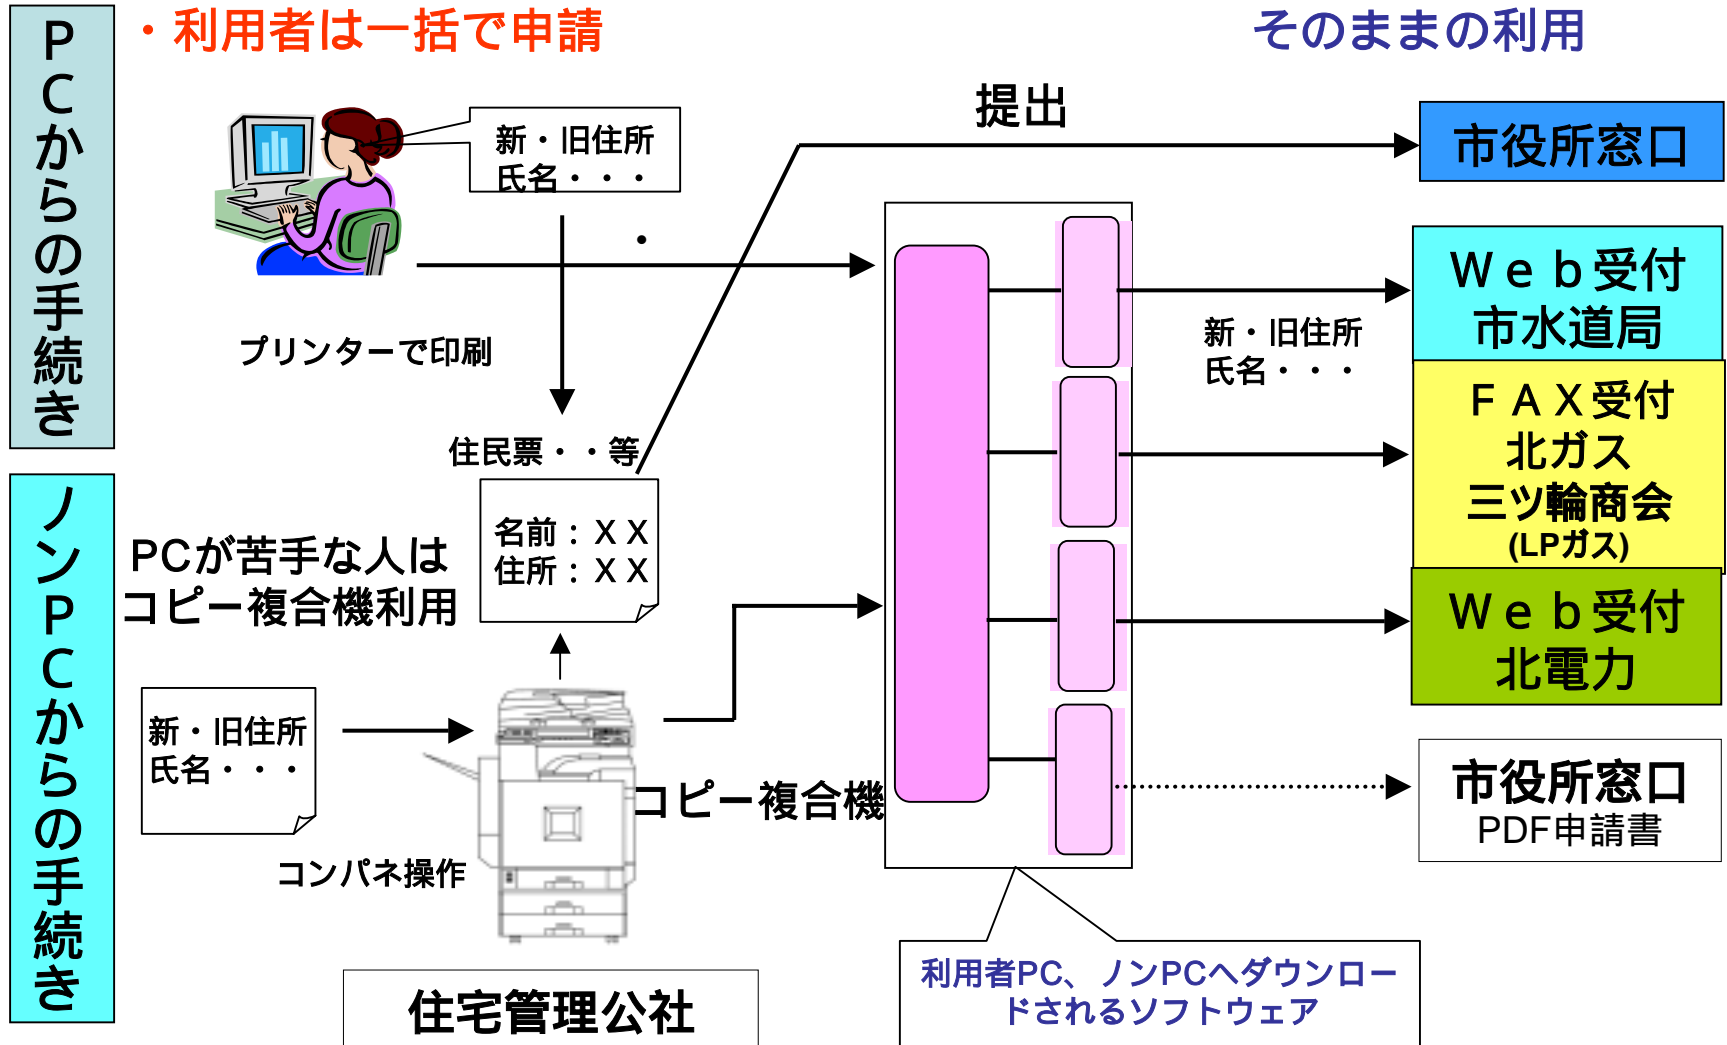 PCからの手続き
・利用者は一括で申請
そのままの利用
提出
新・旧住所
氏名・・・
・
市役所窓口
Ｗｅｂ受付
市水道局
新・旧住所
氏名・・・
プリンターで印刷
ＦＡＸ受付
北ガス
三ツ輪商会
(LPガス)
住民票・・等
名前：ＸＸ
住所：ＸＸ
ノンPCからの手続き
PCが苦手な人は
コピー複合機利用
Ｗｅｂ受付
北電力
新・旧住所
氏名・・・
コピー複合機
コンパネ操作
市役所窓口
PDF申請書
利用者PC、ノンPCへダウンロー
ドされるソフトウェア
住宅管理公社